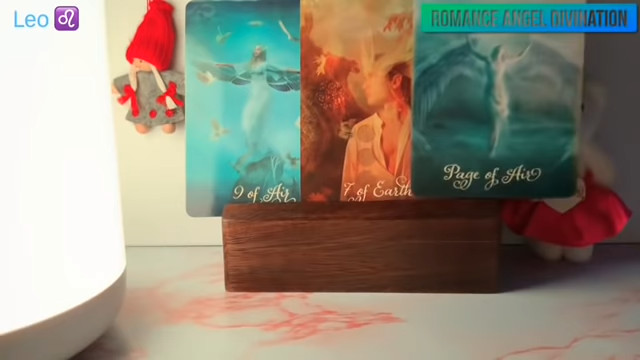 Leo ♌
ROMANCE ANGEL DIVINATION
9 of Air
7 of Earth
Page of Air